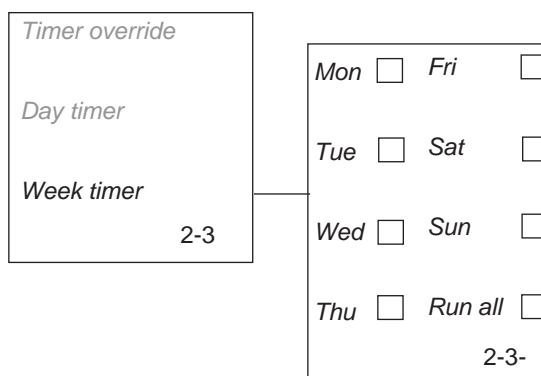 Timer override
Day timer
Week timer
2-3
Mon Fri
Tue Sat
Wed Sun
Thu Run all
2-3-